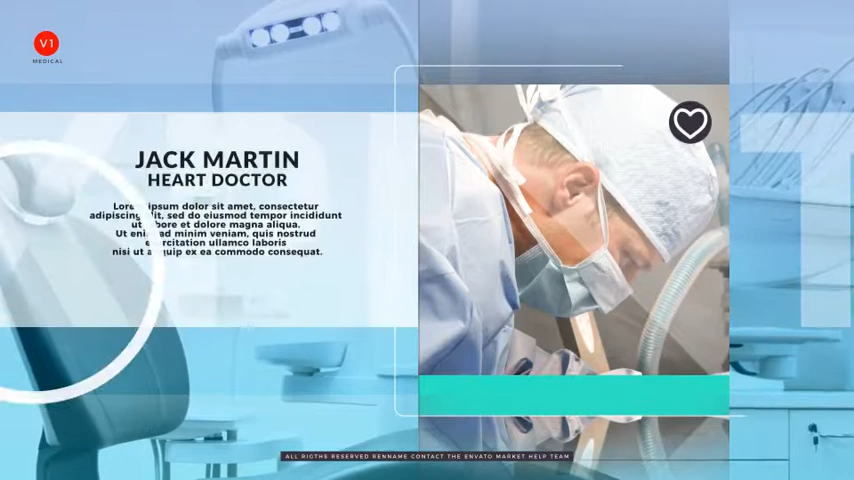 V1
MEDICAL
JACK MARTIN
HEART DOCTOR
ipsum dolor sit amet, consectetur
adipiscing sed do eiusmod tempor incididunt
ut et dolore magna aliqua.
Ut ad minim veniam, quis nostrud
ullamco laboris
nisi ut ex ea commodo consequat.
T
ALL RIGTHS RESERVED RENNAME CONTACT THE ENVATO MARKET HELP TEAM